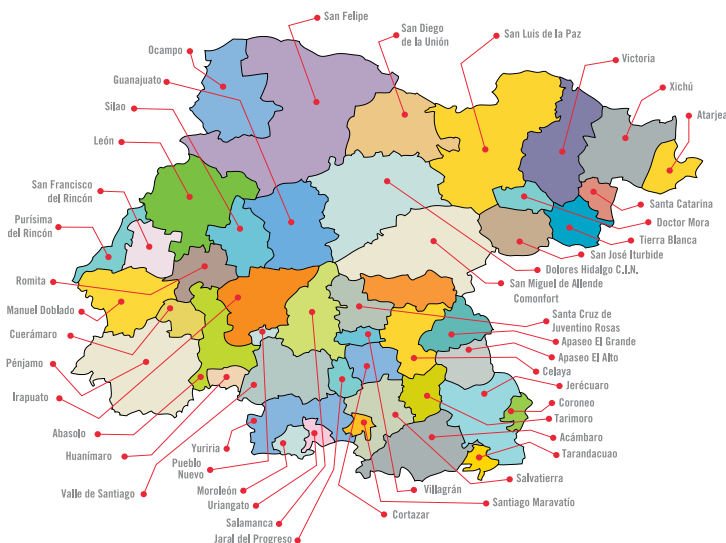 San Felipe
Ocampo
San Diego
de la Unión
San Luis de la Paz
Victoria
Guanajuato
Xichú
Silao
Atarjea
León
San Francisco
del Rincón
Santa Catarina
Purísima
del Rincón
Doctor Mora
Tierra Blanca
San José Iturbide
Dolores Hidalgo C.I.N.
Romita
San Miguel de Allende
Comonfort
Manuel Doblado
Santa Cruz de
Juventino Rosas
Cuerámaro
Apaseo El Grande
Apaseo El Alto
Pénjamo
Celaya
Jerécuaro
Irapuato
Coroneo
Tarimoro
Abasolo
Acámbaro
Huanímaro
Yuriria
Tarandacuao
Pueblo
Nuevo
Salvatierra
Valle de Santiago
Moroleón
Villagrán
Uriangato
Santiago Maravatío
Salamanca
Cortazar
Jaral del Progreso